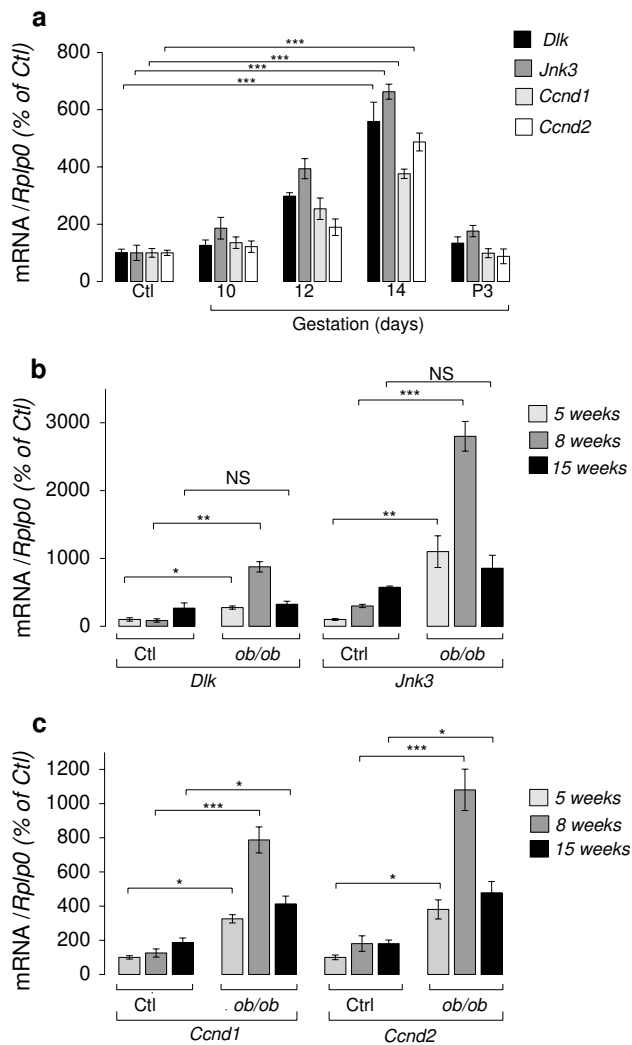 a
mRNA /Rplp0 (% of Ctl)
800
600
400
200
0
***
***
***
***
Dlk
Jnk3
Ccnd1
Ccnd2
Ctl 10 12 14 P3
Gestation (days)
b
mRNA /Rplp0 (% of Ctl)
3000
2000
1000
0
NS
***
NS
**
**
*
5 weeks
8 weeks
15 weeks
Ctl ob/ob Ctrl ob/ob
Dlk Jnk3
c
mRNA /Rplp0 (% of Ctl)
1200
1000
800
600
400
200
0
*
***
*
***
*
*
5 weeks
8 weeks
15 weeks
Ctl ob/ob Ctrl ob/ob
Ccnd1 Ccnd2